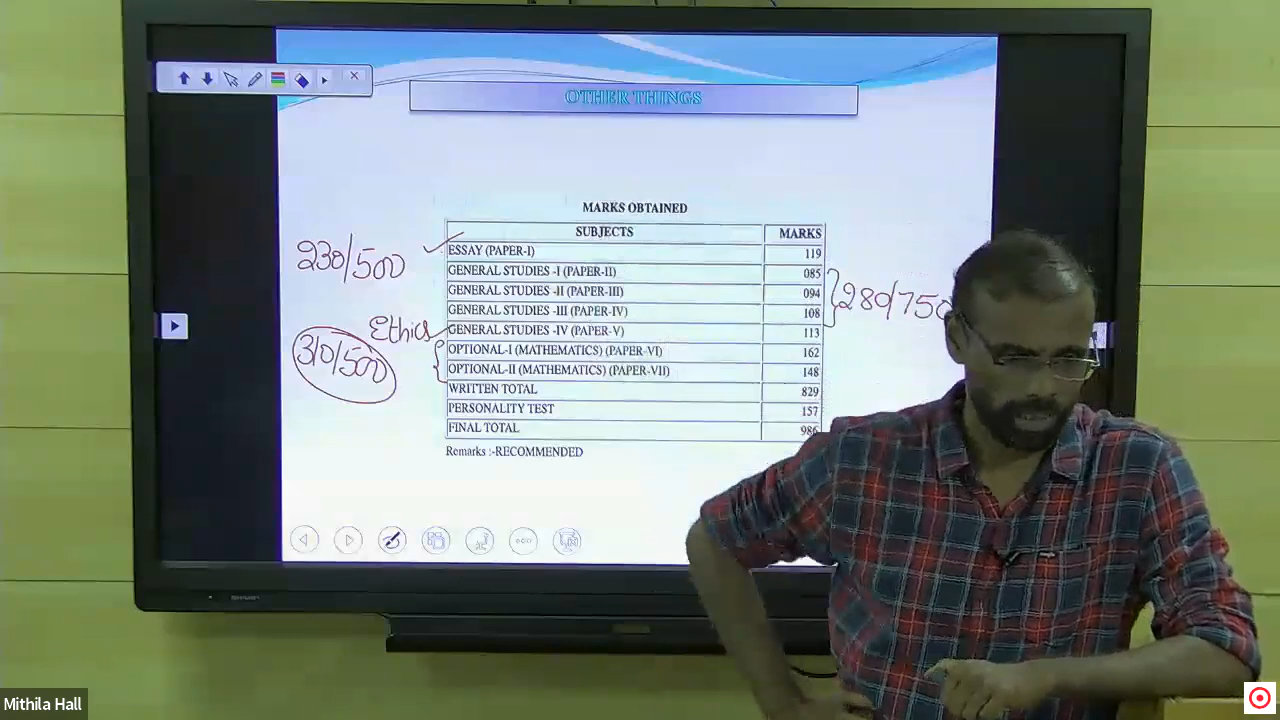 OTHER THINGS
MARKS OBTAINED
SUBJECTS MARKS
ESSAY (PAPER-I) 119
230/500
GENERAL STUDIES -I (PAPER-II) 085
GENERAL STUDIES -II (PAPER-III) 094
280/750
GENERAL STUDIES -III (PAPER-IV) 108
Ethics
GENERAL STUDIES -IV (PAPER-V) 113
310/500
OPTIONAL-I (MATHEMATICS) (PAPER-VI) 162
OPTIONAL-II (MATHEMATICS) (PAPER-VII) 148
WRITTEN TOTAL 829
PERSONALITY TEST 157
FINAL TOTAL 986
Remarks :-RECOMMENDED
Mithila Hall